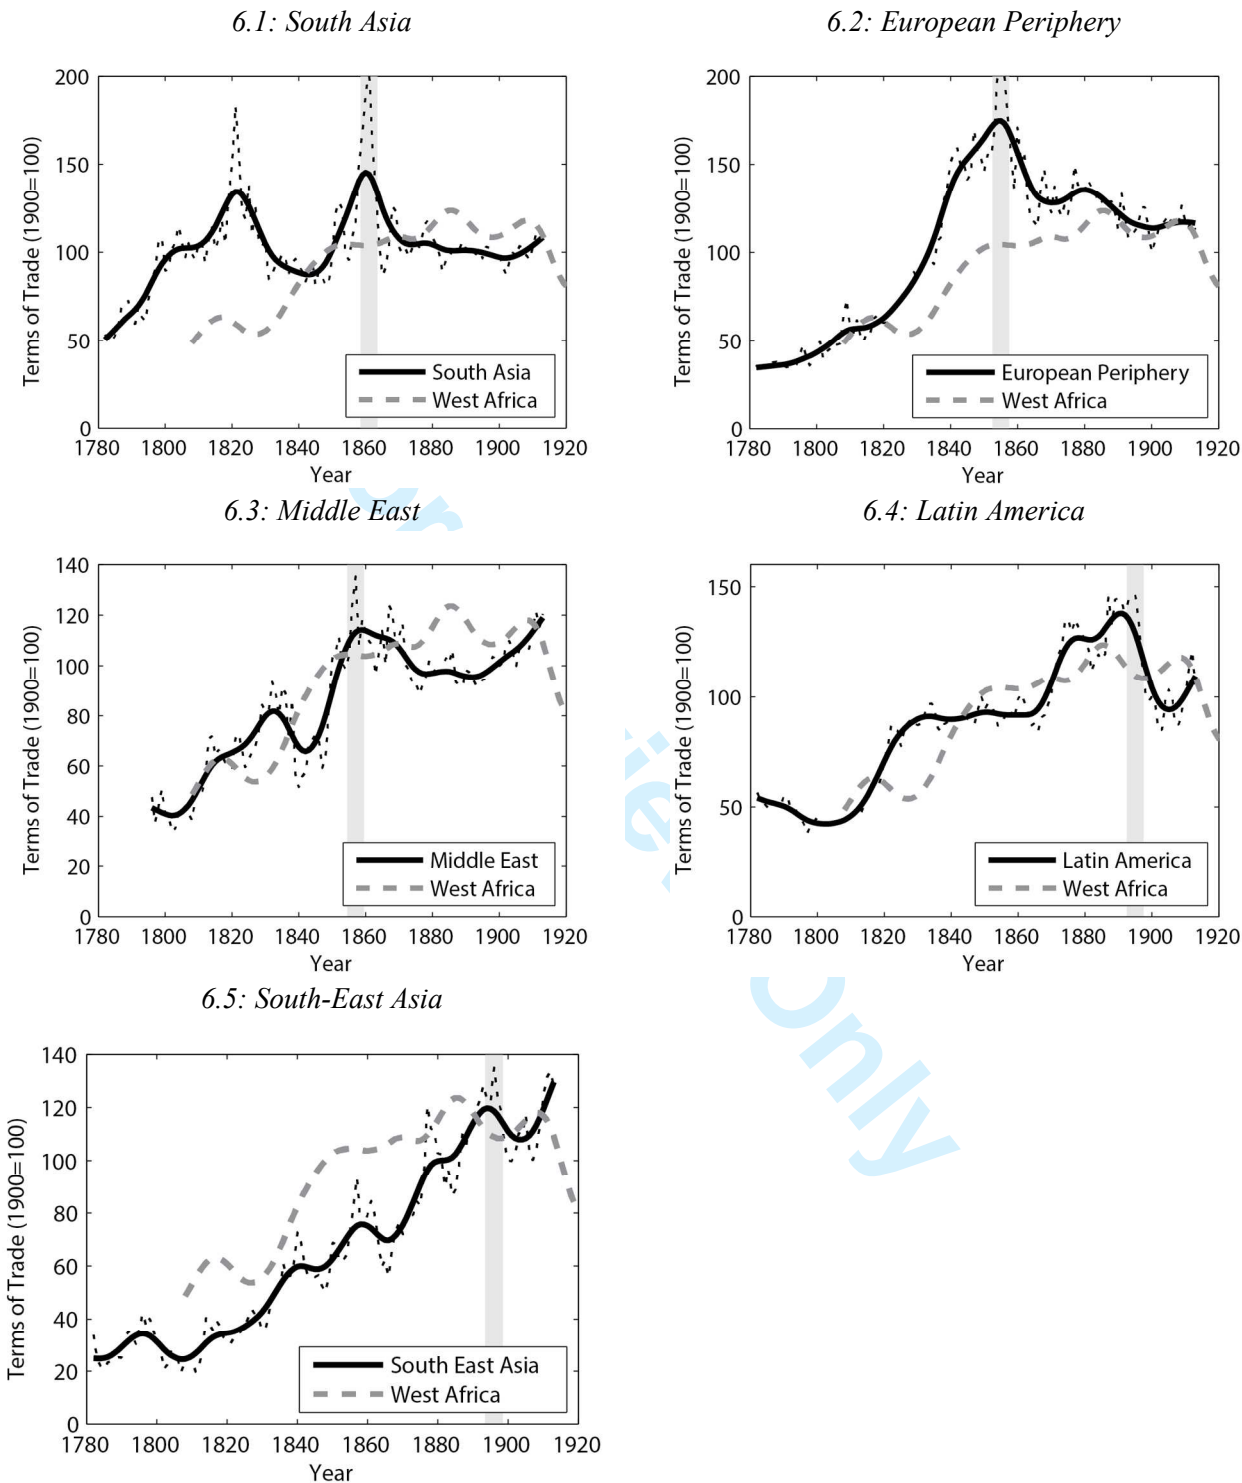 6.1: South Asia
Terms of Trade (1900=100)
200
150
100
50
0
1780 1800 1820 1840 1860 1880 1900 1920
Year
South Asia
West Africa
6.2: European Periphery
Terms of Trade (1900=100)
200
150
100
50
0
1780 1800 1820 1840 1860 1880 1900 1920
Year
European Periphery
West Africa
6.3: Middle East
Terms of Trade (1900=100)
140
120
100
80
60
40
20
0
1780 1800 1820 1840 1860 1880 1900 1920
Year
Middle East
West Africa
6.4: Latin America
Terms of Trade (1900=100)
150
100
50
0
1780 1800 1820 1840 1860 1880 1900 1920
Year
Latin America
West Africa
6.5: South-East Asia
Terms of Trade (1900=100)
140
120
100
80
60
40
20
0
1780 1800 1820 1840 1860 1880 1900 1920
Year
South East Asia
West Africa
Only